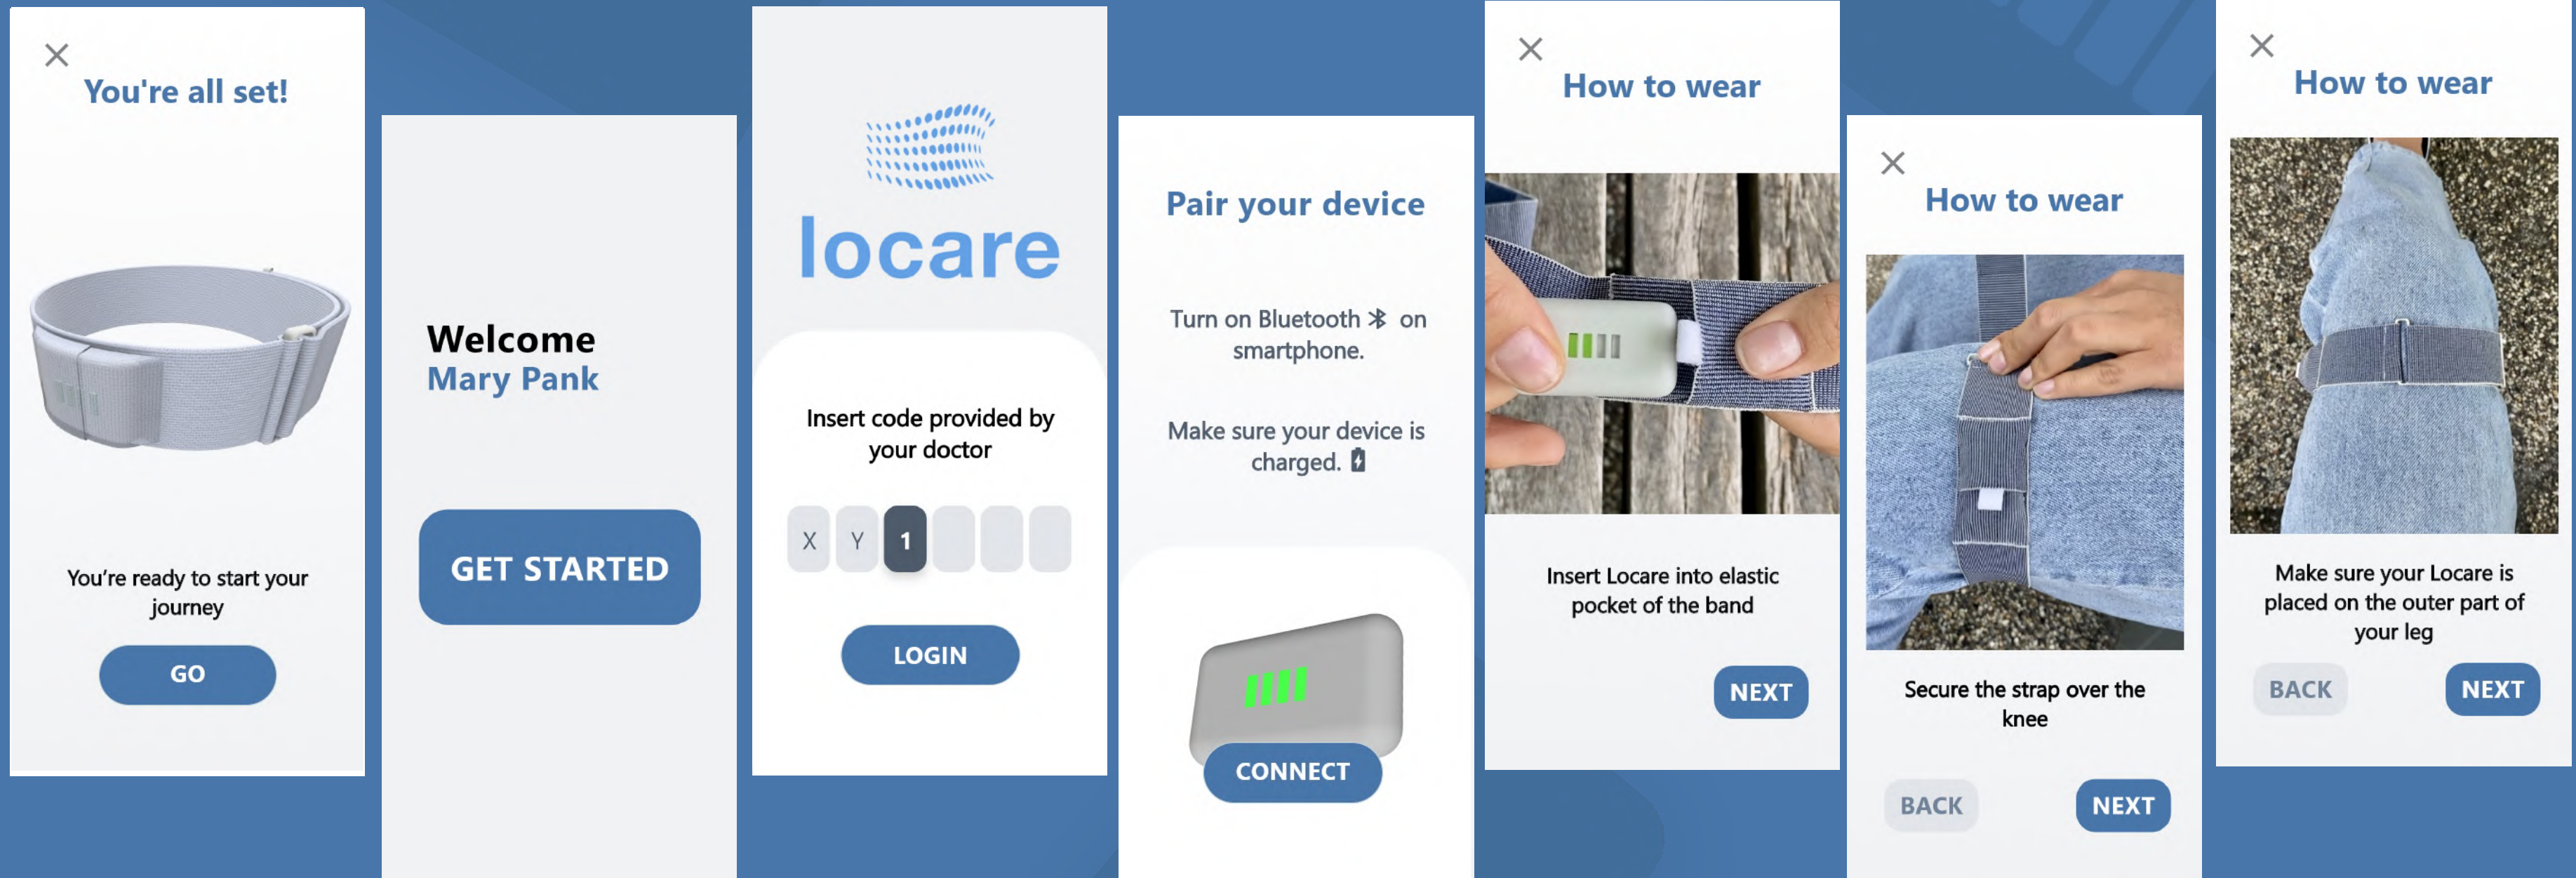 You're all set!
You're ready to start your
journey
GO
Welcome
Mary Pank
GET STARTED
locare
Insert code provided by
your doctor
X Y 1
LOGIN
Pair your device
Turn on Bluetooth on
smartphone.
Make sure your device is
charged.
CONNECT
How to wear
Insert Locare into elastic
pocket of the band
NEXT
How to wear
Secure the strap over the
knee
BACK NEXT
How to wear
Make sure your Locare is
placed on the outer part of
your leg
BACK NEXT